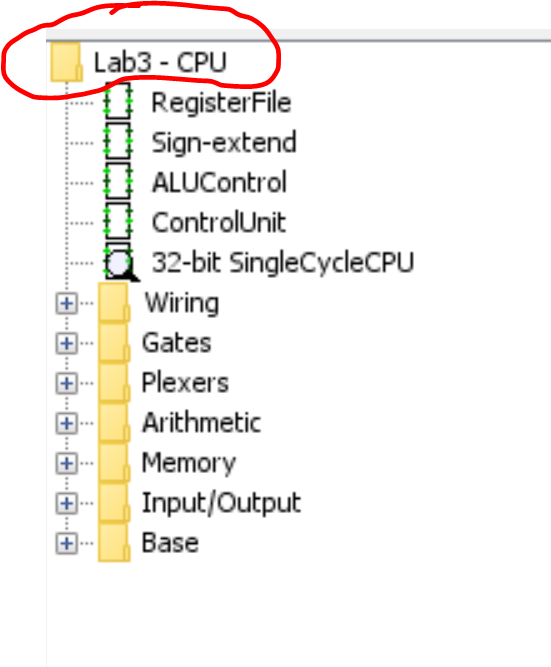 Lab3 - CPU
RegisterFile
Sign-extend
ALUControl
ControlUnit
32-bit SingleCycleCPU
Wiring
Gates
Plexers
Arithmetic
Memory
Input/Output
Base